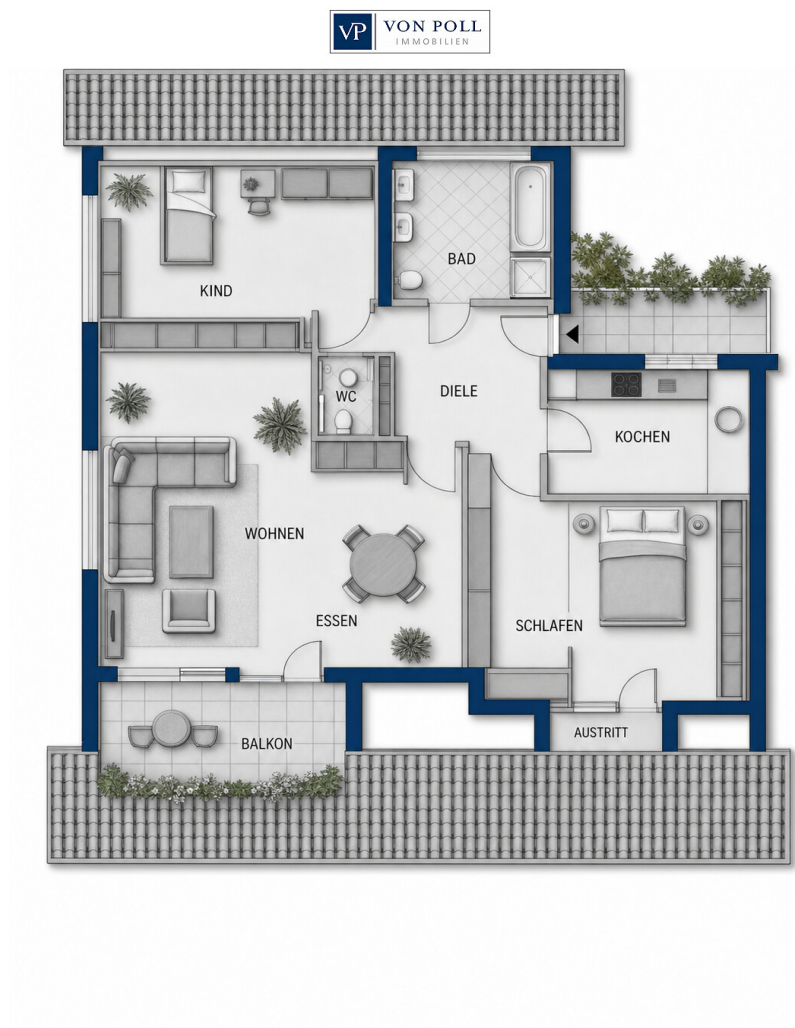 VP
VON POLL
IMMOBILIEN
KIND
BAD
WC
DIELE
KOCHEN
WOHNEN
ESSEN
SCHLAFEN
BALKON
AUSTRITT